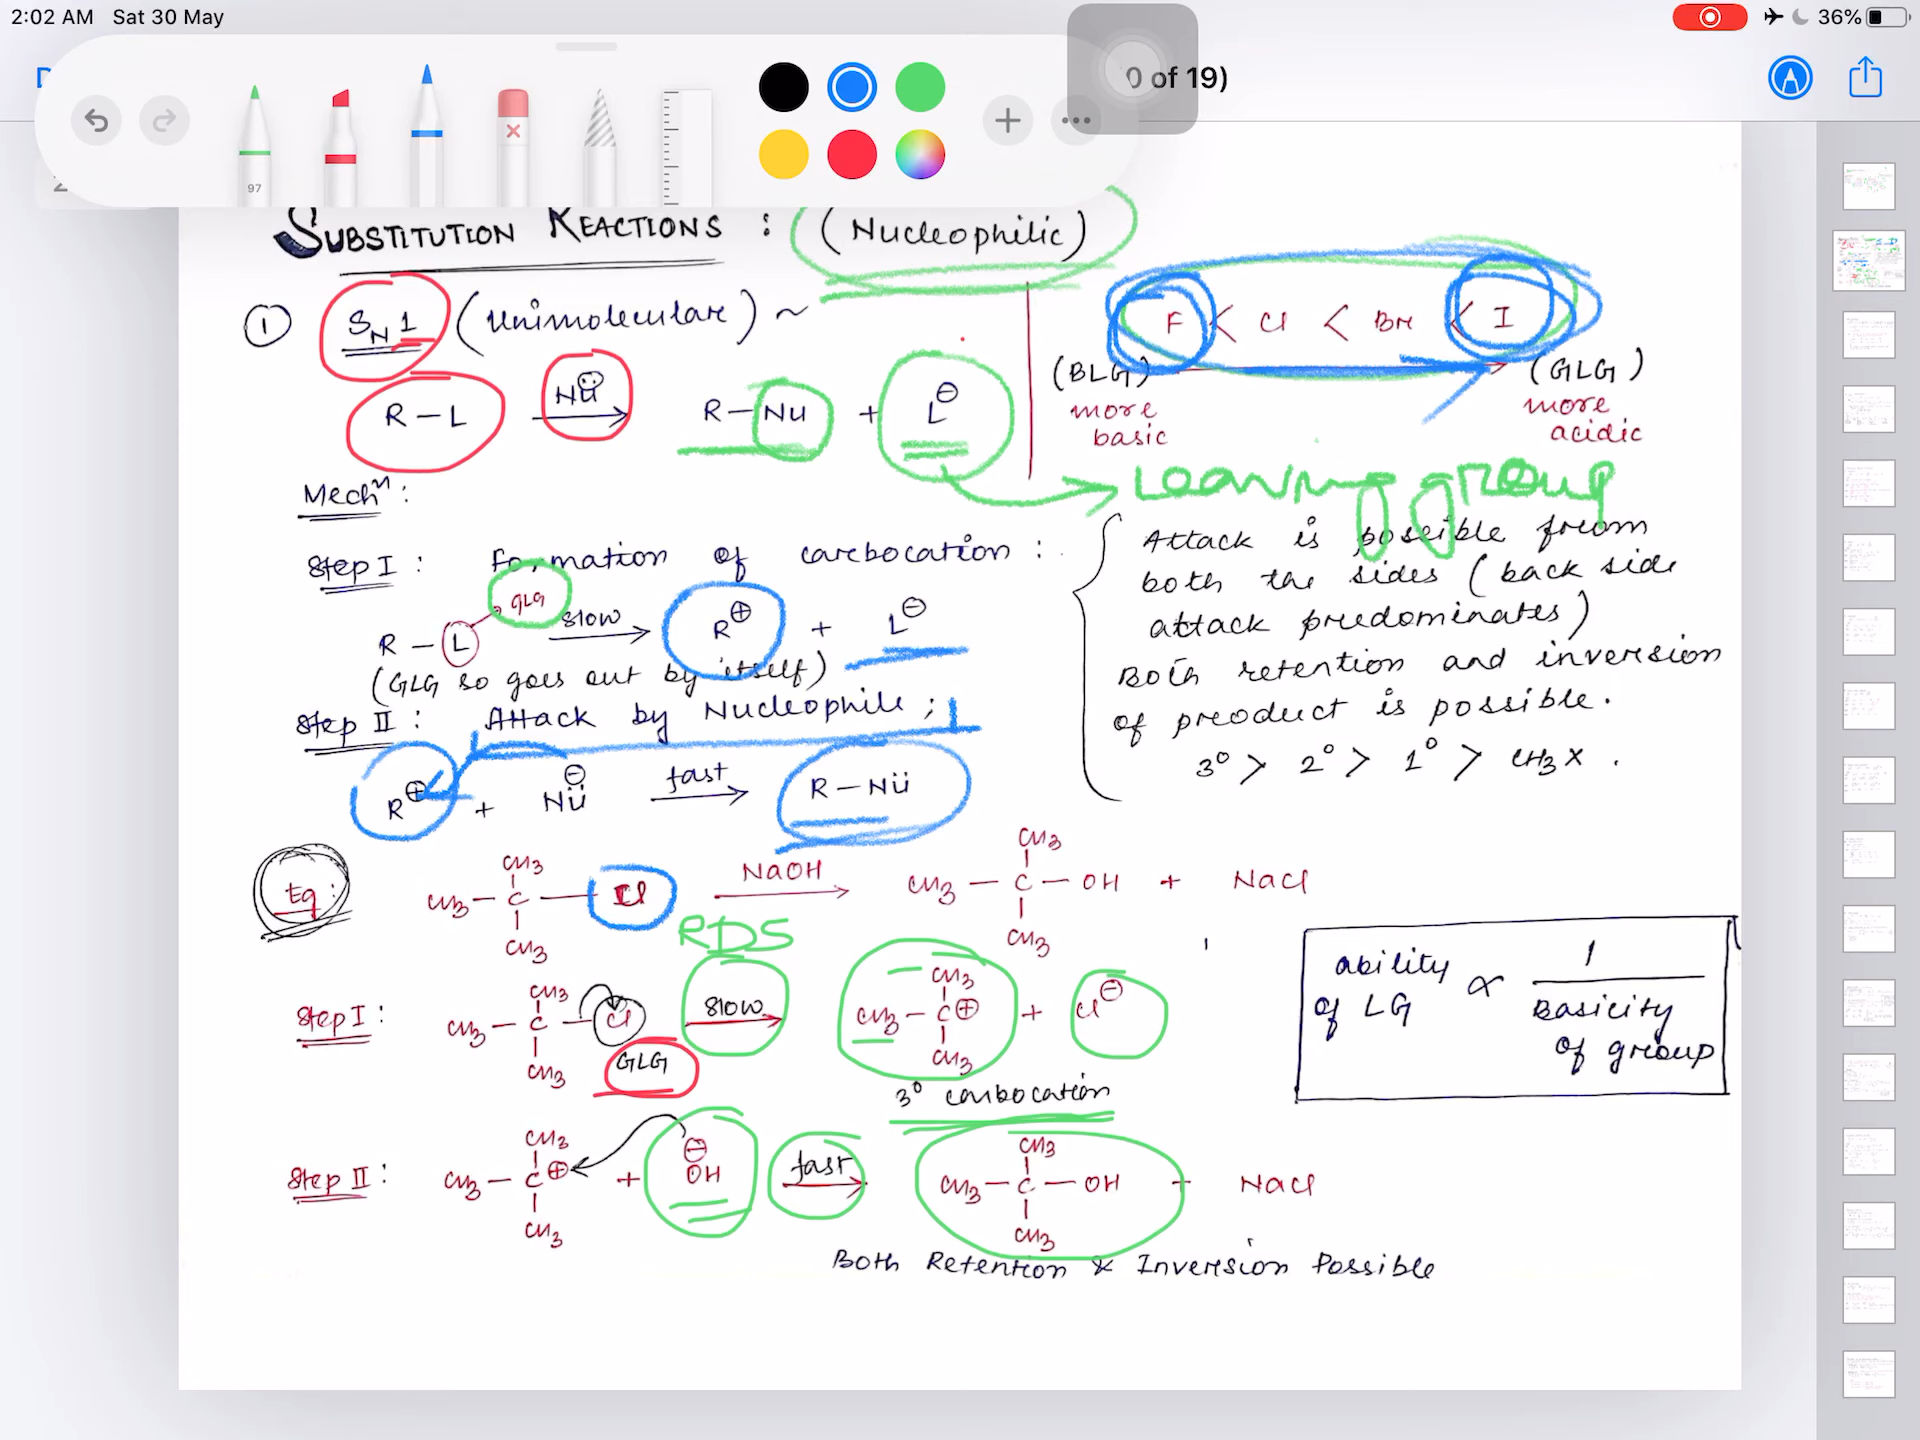 2:02 AM Sat 30 May
36%
0 of 19)
97
SUBSTITUTION REACTIONS : (Nucleophilic)
① SN1 (Unimolecular) ~
F < Cl < Br < I
(BLG) (GLG)
more basic
more acidic
R – L Nü⊖ → R – Nu + L⊖
Leaving group
Mechⁿ :
Step I : Formation of carbocation :
R – L GLG slow → R⊕ + L⊖
(GLG so goes out by itself)
Step II : Attack by Nucleophile ;
R⊕ + Nü⊖ fast → R – Nü
Attack is possible from
both the sides (back side
attack predominates)
Both retention and inversion
of product is possible.
3° > 2° > 1° > CH3X .
Eg :
CH3
CH3 – C – Cl NaOH → CH3 – C – OH + NaCl
CH3
CH3
CH3
RDS
ability of LG ∝ 1
Basicity of group
Step I :
CH3
CH3 – C – Cl slow → CH3 – C⊕ + Cl⊖
CH3
CH3
CH3
GLG
3° carbocation
Step II :
CH3
CH3 – C⊕ + ⊖OH fast → CH3 – C – OH + NaCl
CH3
CH3
CH3
Both Retention & Inversion Possible